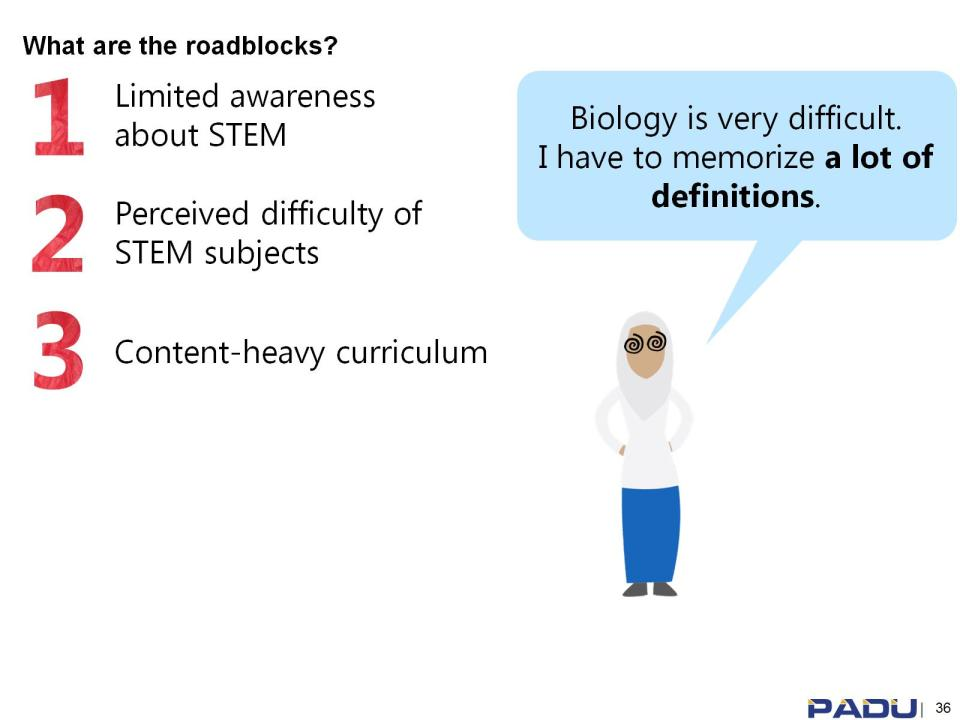 What are the roadblocks?
1
Limited awareness
about STEM
2
Perceived difficulty of
STEM subjects
3
Content-heavy curriculum
Biology is very difficult.
I have to memorize a lot of
definitions.
PADU | 36